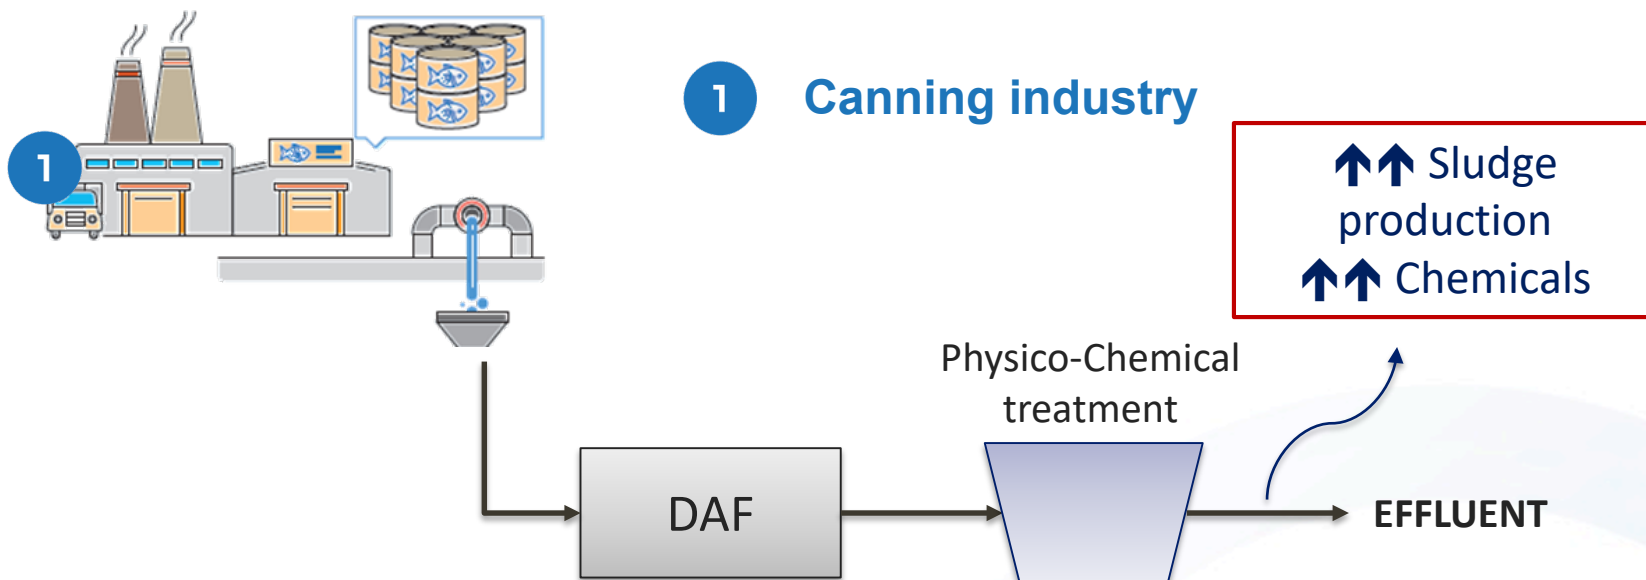 1
1 Canning industry
↑↑ Sludge
production
↑↑ Chemicals
Physico-Chemical
treatment
DAF
EFFLUENT